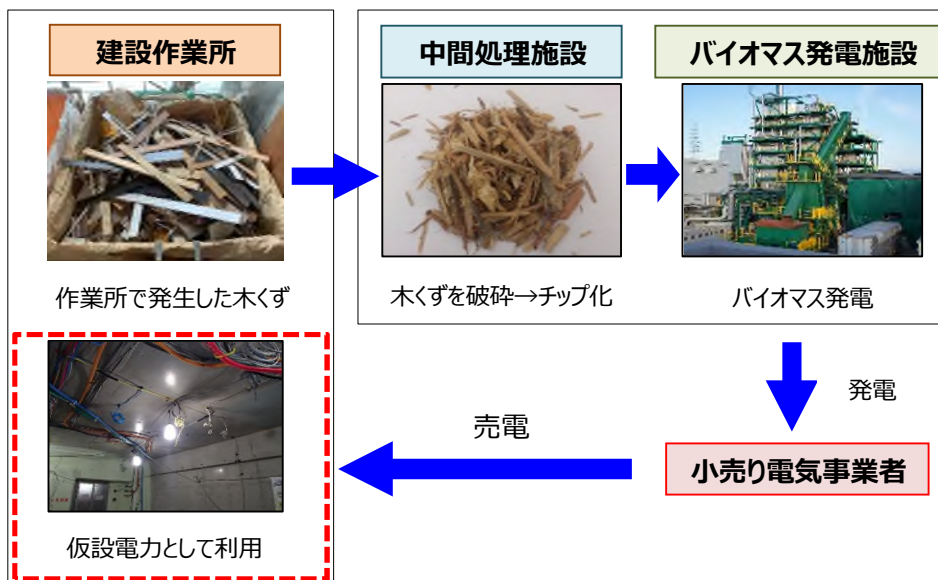 建設作業所
中間処理施設
バイオマス発電施設
作業所で発生した木くず
木くずを破砕→チップ化
バイオマス発電
発電
売電
小売り電気事業者
仮設電力として利用